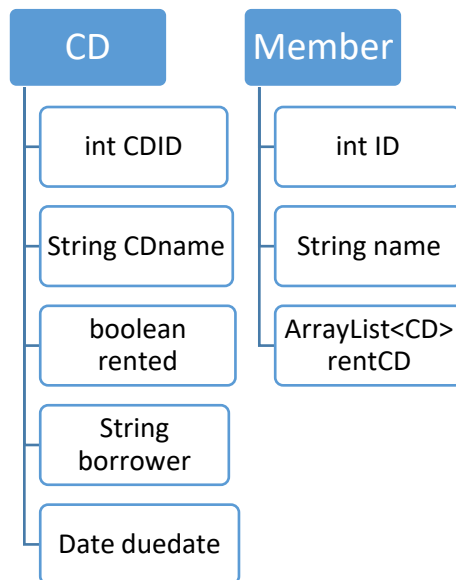 CD
int CDID
String CDname
boolean
rented
String
borrower
Date duedate
Member
int ID
String name
ArrayList<CD>
rentCD